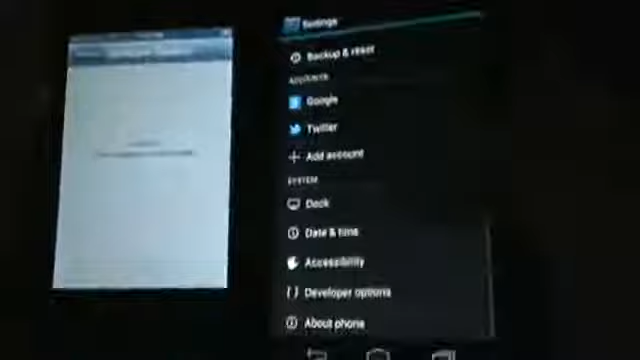 Settings
Backup & reset
ACCOUNTS
Google
Twitter
Add account
SYSTEM
Dock
Date & time
Accessibility
Developer options
About phone